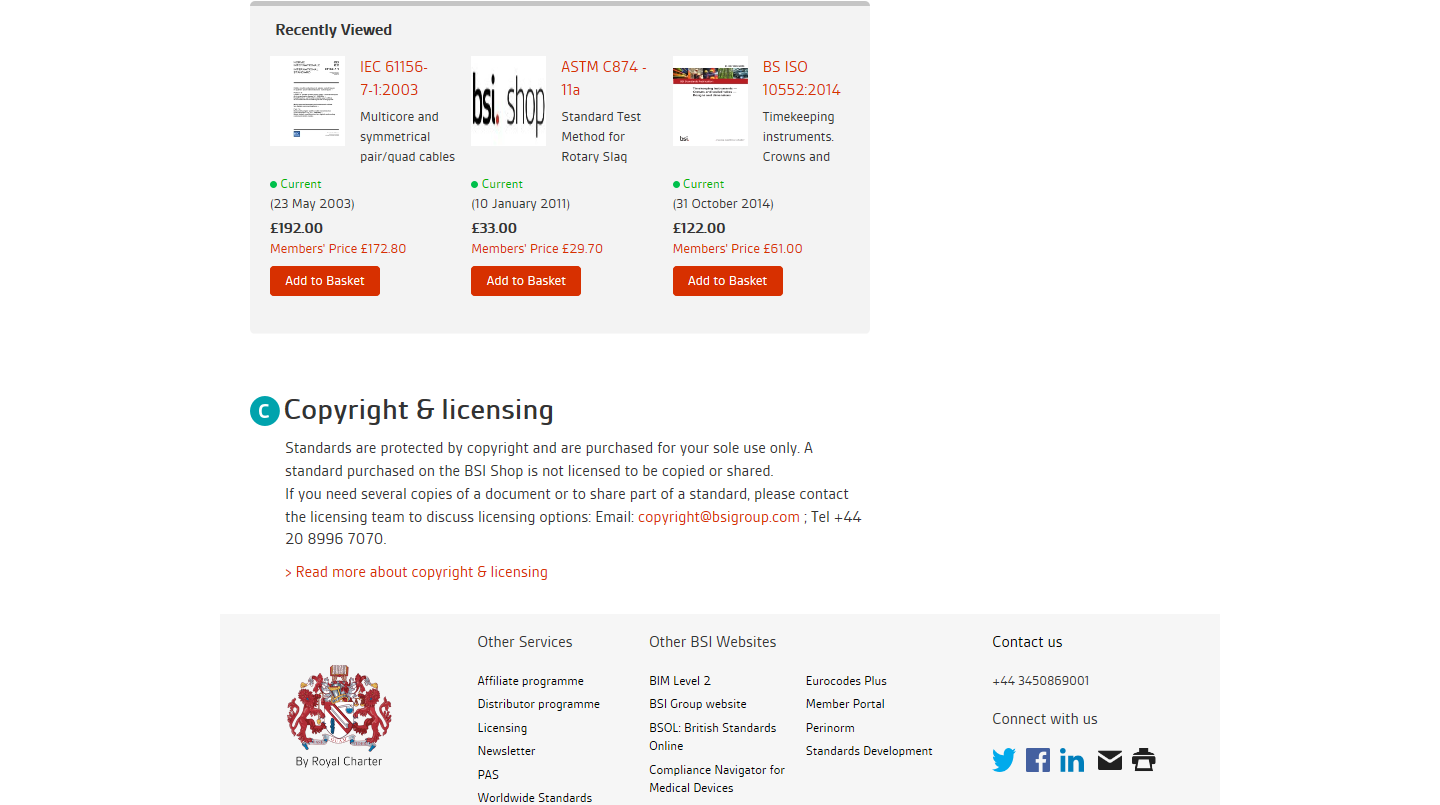 Recently Viewed
IEC 61156-
7-1:2003
Multicore and
symmetrical
pair/quad cables
Current
(23 May 2003)
£192.00
Members' Price £172.80
Add to Basket
bsi. shop
ASTM C874 -
11a
Standard Test
Method for
Rotary Slag
Current
(10 January 2011)
£33.00
Members' Price £29.70
Add to Basket
bsi.
BS ISO
10552:2014
Timekeeping
instruments.
Crowns and
Current
(31 October 2014)
£122.00
Members' Price £61.00
Add to Basket
C Copyright & licensing
Standards are protected by copyright and are purchased for your sole use only. A
standard purchased on the BSI Shop is not licensed to be copied or shared.
If you need several copies of a document or to share part of a standard, please contact
the licensing team to discuss licensing options: Email: copyright@bsigroup.com ; Tel +44
20 8996 7070.
> Read more about copyright & licensing
By Royal Charter
Other Services
Affiliate programme
Distributor programme
Licensing
Newsletter
PAS
Worldwide Standards
Other BSI Websites
BIM Level 2
BSI Group website
BSOL: British Standards
Online
Compliance Navigator for
Medical Devices
Eurocodes Plus
Member Portal
Perinorm
Standards Development
Contact us
+44 3450869001
Connect with us